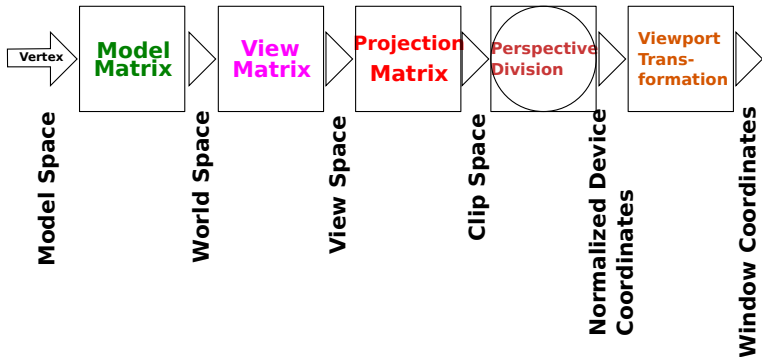 Vertex
Model
Matrix
View
Matrix
Projection
Matrix
Perspective
Division
Viewport
Trans-
formation
Model Space
World Space
View Space
Clip Space
Normalized Device
Coordinates
Window Coordinates